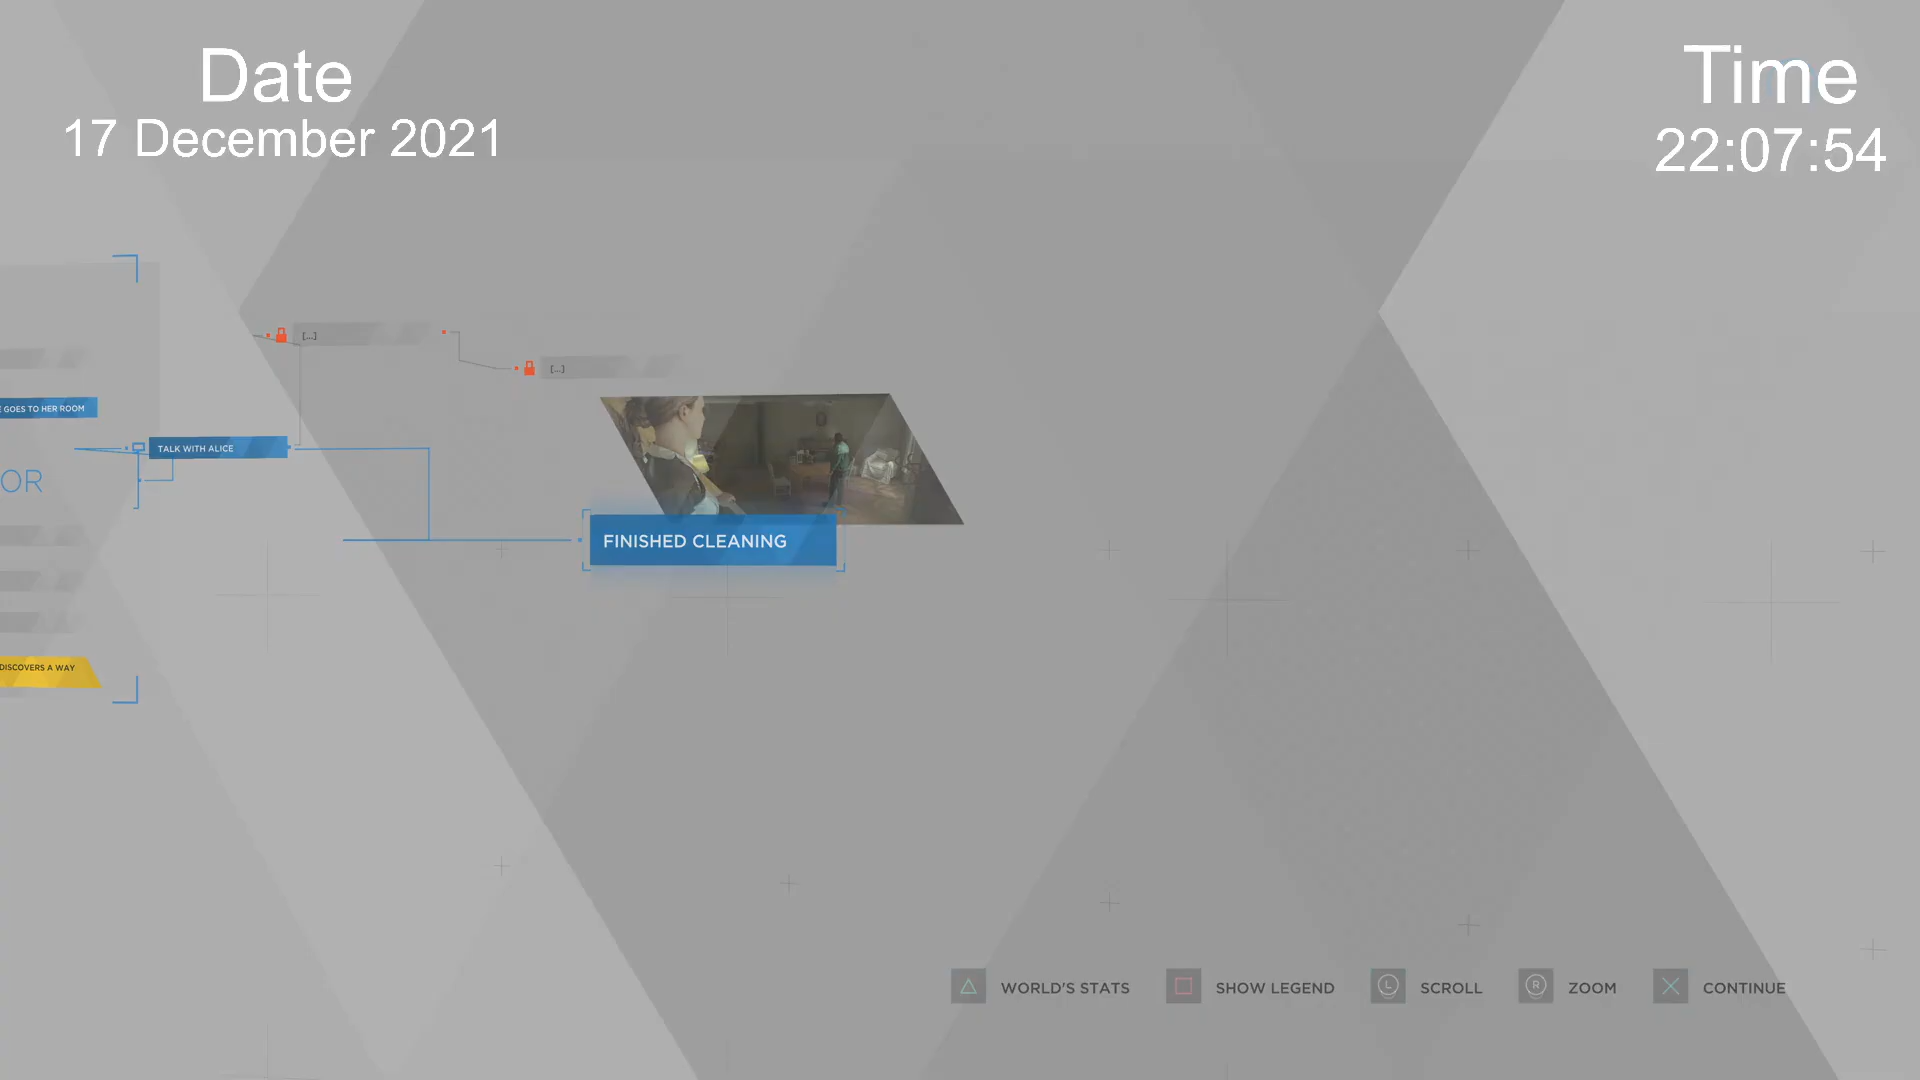 Date
17 December 2021
Time
22:07:54
[...]
[...]
GOES TO HER ROOM
TALK WITH ALICE
OR
FINISHED CLEANING
DISCOVERS A WAY
WORLD'S STATS
SHOW LEGEND
L
SCROLL
R
ZOOM
CONTINUE